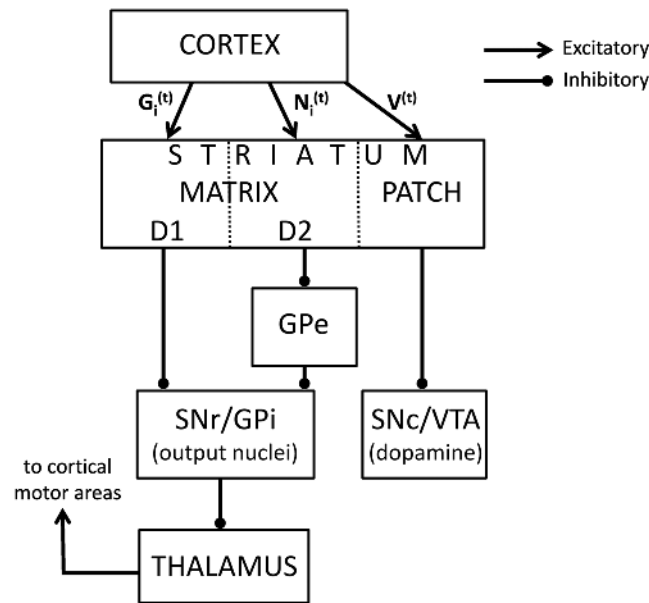 CORTEX
Excitatory
Inhibitory
G_i^(t) N_i^(t) V^(t)
S T R I A T U M
MATRIX PATCH
D1 D2
GPe
SNr/GPi
(output nuclei)
SNc/VTA
(dopamine)
to cortical
motor areas
THALAMUS